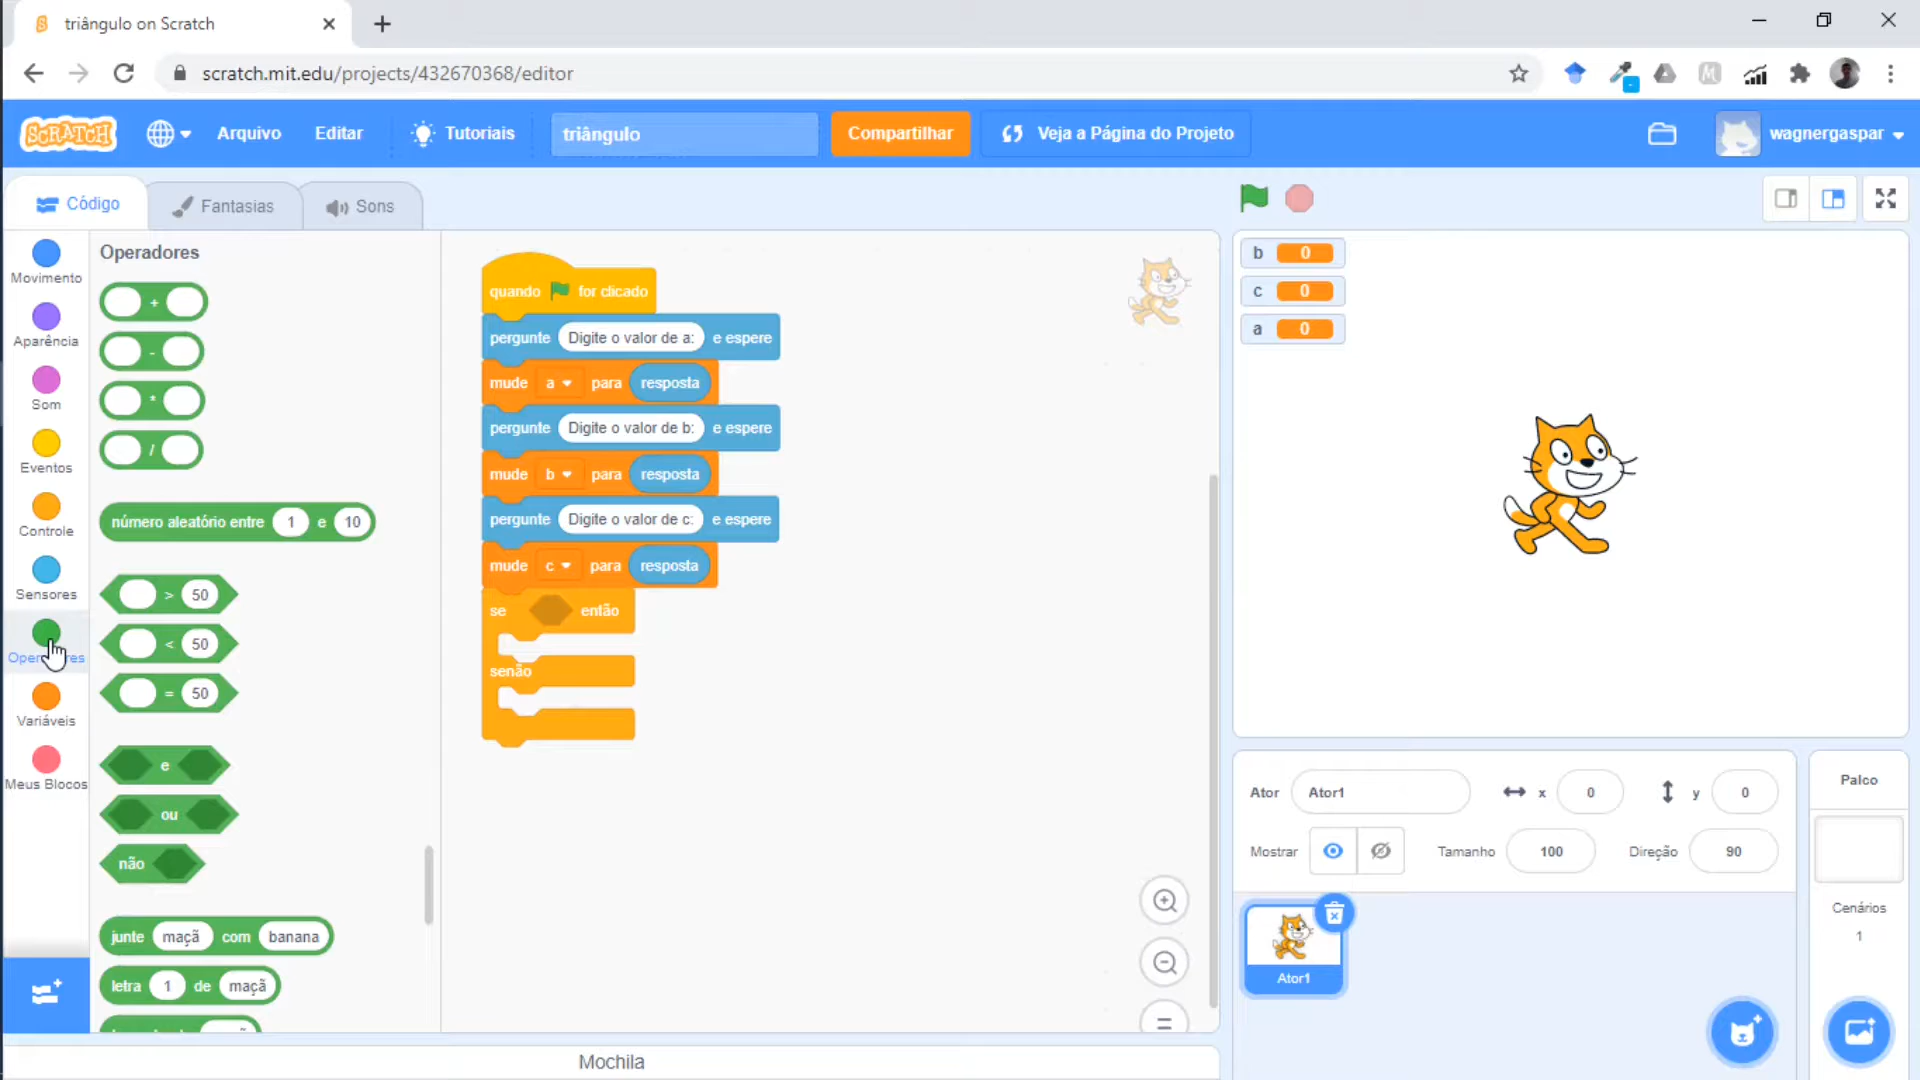 triângulo on Scratch
scratch.mit.edu/projects/432670368/editor
SCRATCH
Arquivo
Editar
Tutoriais
triângulo
Compartilhar
Veja a Página do Projeto
wagnergaspar
Código
Fantasias
Sons
Movimento
Aparência
Som
Eventos
Controle
Sensores
Variáveis
Meus Blocos
Operadores
+
-
*
/
número aleatório entre 1 e 10
> 50
< 50
= 50
e
ou
não
junte maçã com banana
letra 1 de maçã
quando for clicado
pergunte Digite o valor de a: e espere
mude a para resposta
pergunte Digite o valor de b: e espere
mude b para resposta
pergunte Digite o valor de c: e espere
mude c para resposta
se então
senão
Mochila
b 0
c 0
a 0
Ator Ator1 x 0 y 0
Mostrar Tamanho 100 Direção 90
Ator1
Palco
Cenários
1